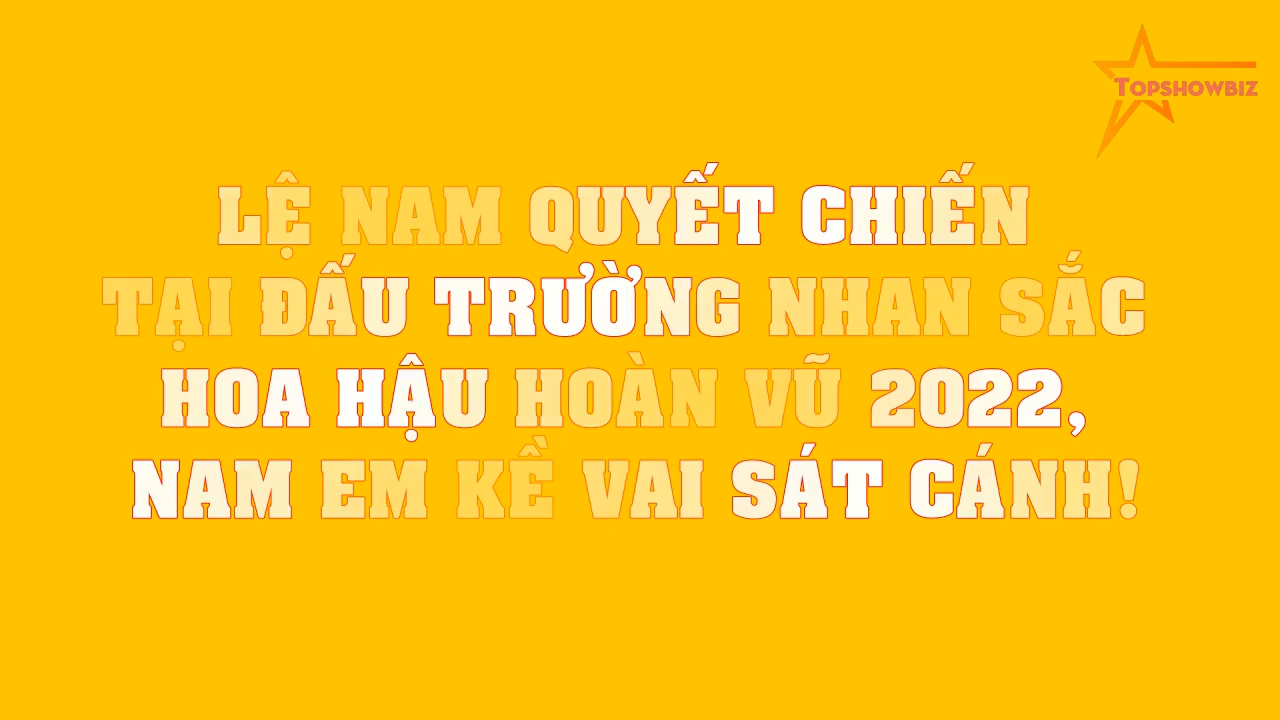 TOPSHOWBIZ
LỆ NAM QUYẾT CHIẾN
TẠI ĐẤU TRƯỜNG NHAN SẮC
HOA HẬU HOÀN VŨ 2022,
NAM EM KỀ VAI SÁT CÁNH!